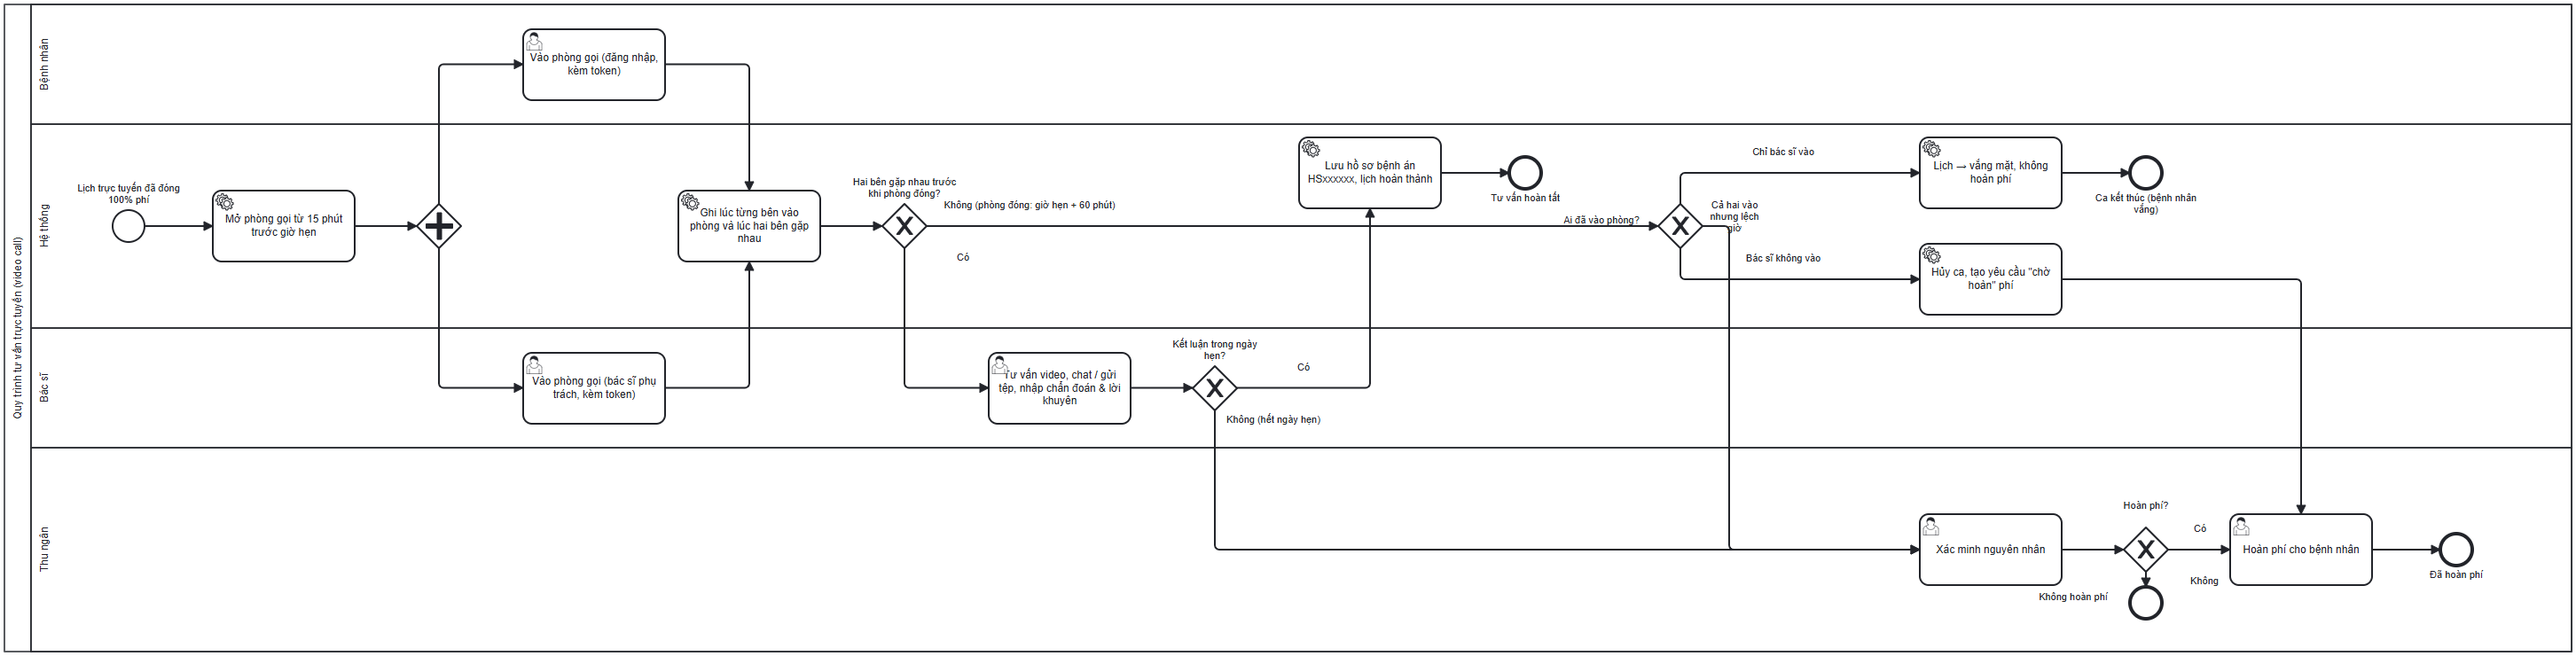 Quy trình tư vấn trực tuyến (video call)
Bệnh nhân
Vào phòng gọi (đăng nhập,
kèm token)
Hệ thống
Lịch trực tuyến đã đóng
100% phí
Mở phòng gọi từ 15 phút
trước giờ hẹn
Ghi lúc từng bên vào
phòng và lúc hai bên gặp
nhau
Hai bên gặp nhau trước
khi phòng đóng?
Không (phòng đóng: giờ hẹn + 60 phút)
Có
Lưu hồ sơ bệnh án
HSxxxxxx, lịch hoàn thành
Tư vấn hoàn tất
Ai đã vào phòng?
Chỉ bác sĩ vào
Cả hai vào
nhưng lệch
giờ
Bác sĩ không vào
Lịch → vắng mặt, không
hoàn phí
Ca kết thúc (bệnh nhân
vắng)
Hủy ca, tạo yêu cầu "chờ
hoàn" phí
Bác sĩ
Vào phòng gọi (bác sĩ phụ
trách, kèm token)
Tư vấn video, chat / gửi
tệp, nhập chẩn đoán & lời
khuyên
Kết luận trong ngày
hẹn?
Có
Không (hết ngày hẹn)
Thu ngân
Xác minh nguyên nhân
Hoàn phí?
Có
Không
Không hoàn phí
Hoàn phí cho bệnh nhân
Đã hoàn phí